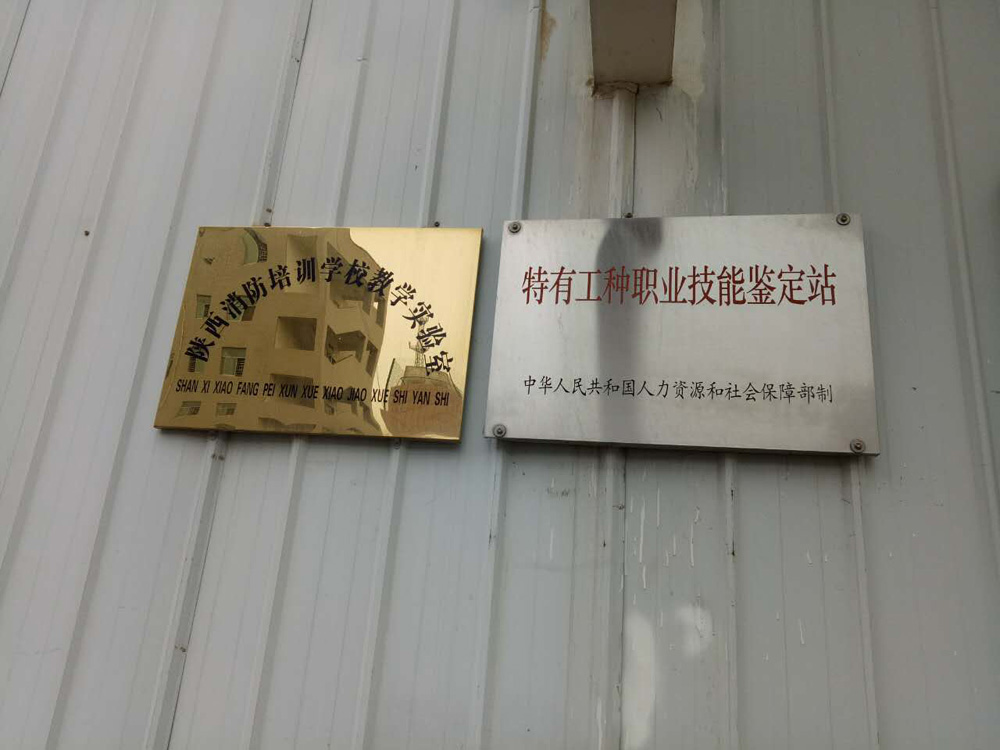 陕西消防培训学校教学实验室
SHAN XI XIAO FANG PEI XUN XUE XIAO JIAO XUE SHI YAN SHI
特有工种职业技能鉴定站
中华人民共和国人力资源和社会保障部制